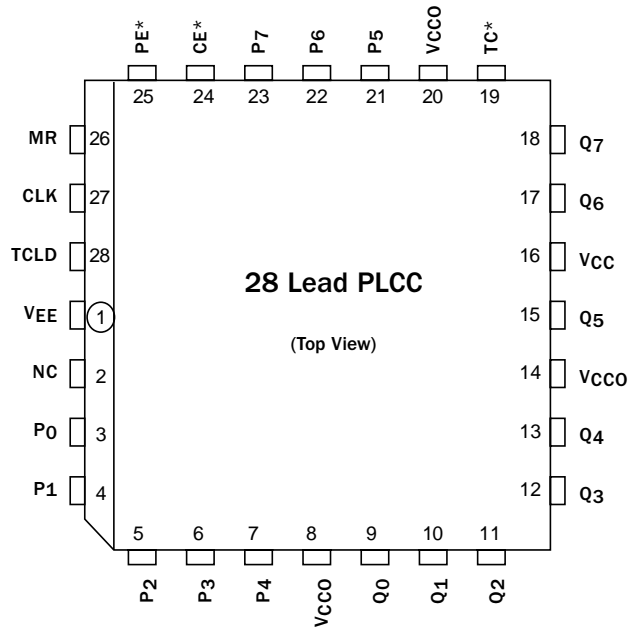 PE* CE* P7 P6 P5 VCCO TC*
25 24 23 22 21 20 19
MR 26 18 Q7
CLK 27 17 Q6
TCLD 28 16 VCC
28 Lead PLCC
VEE 1 15 Q5
(Top View)
NC 2 14 VCCO
P0 3 13 Q4
P1 4 12 Q3
5 6 7 8 9 10 11
P2 P3 P4 VCCO Q0 Q1 Q2